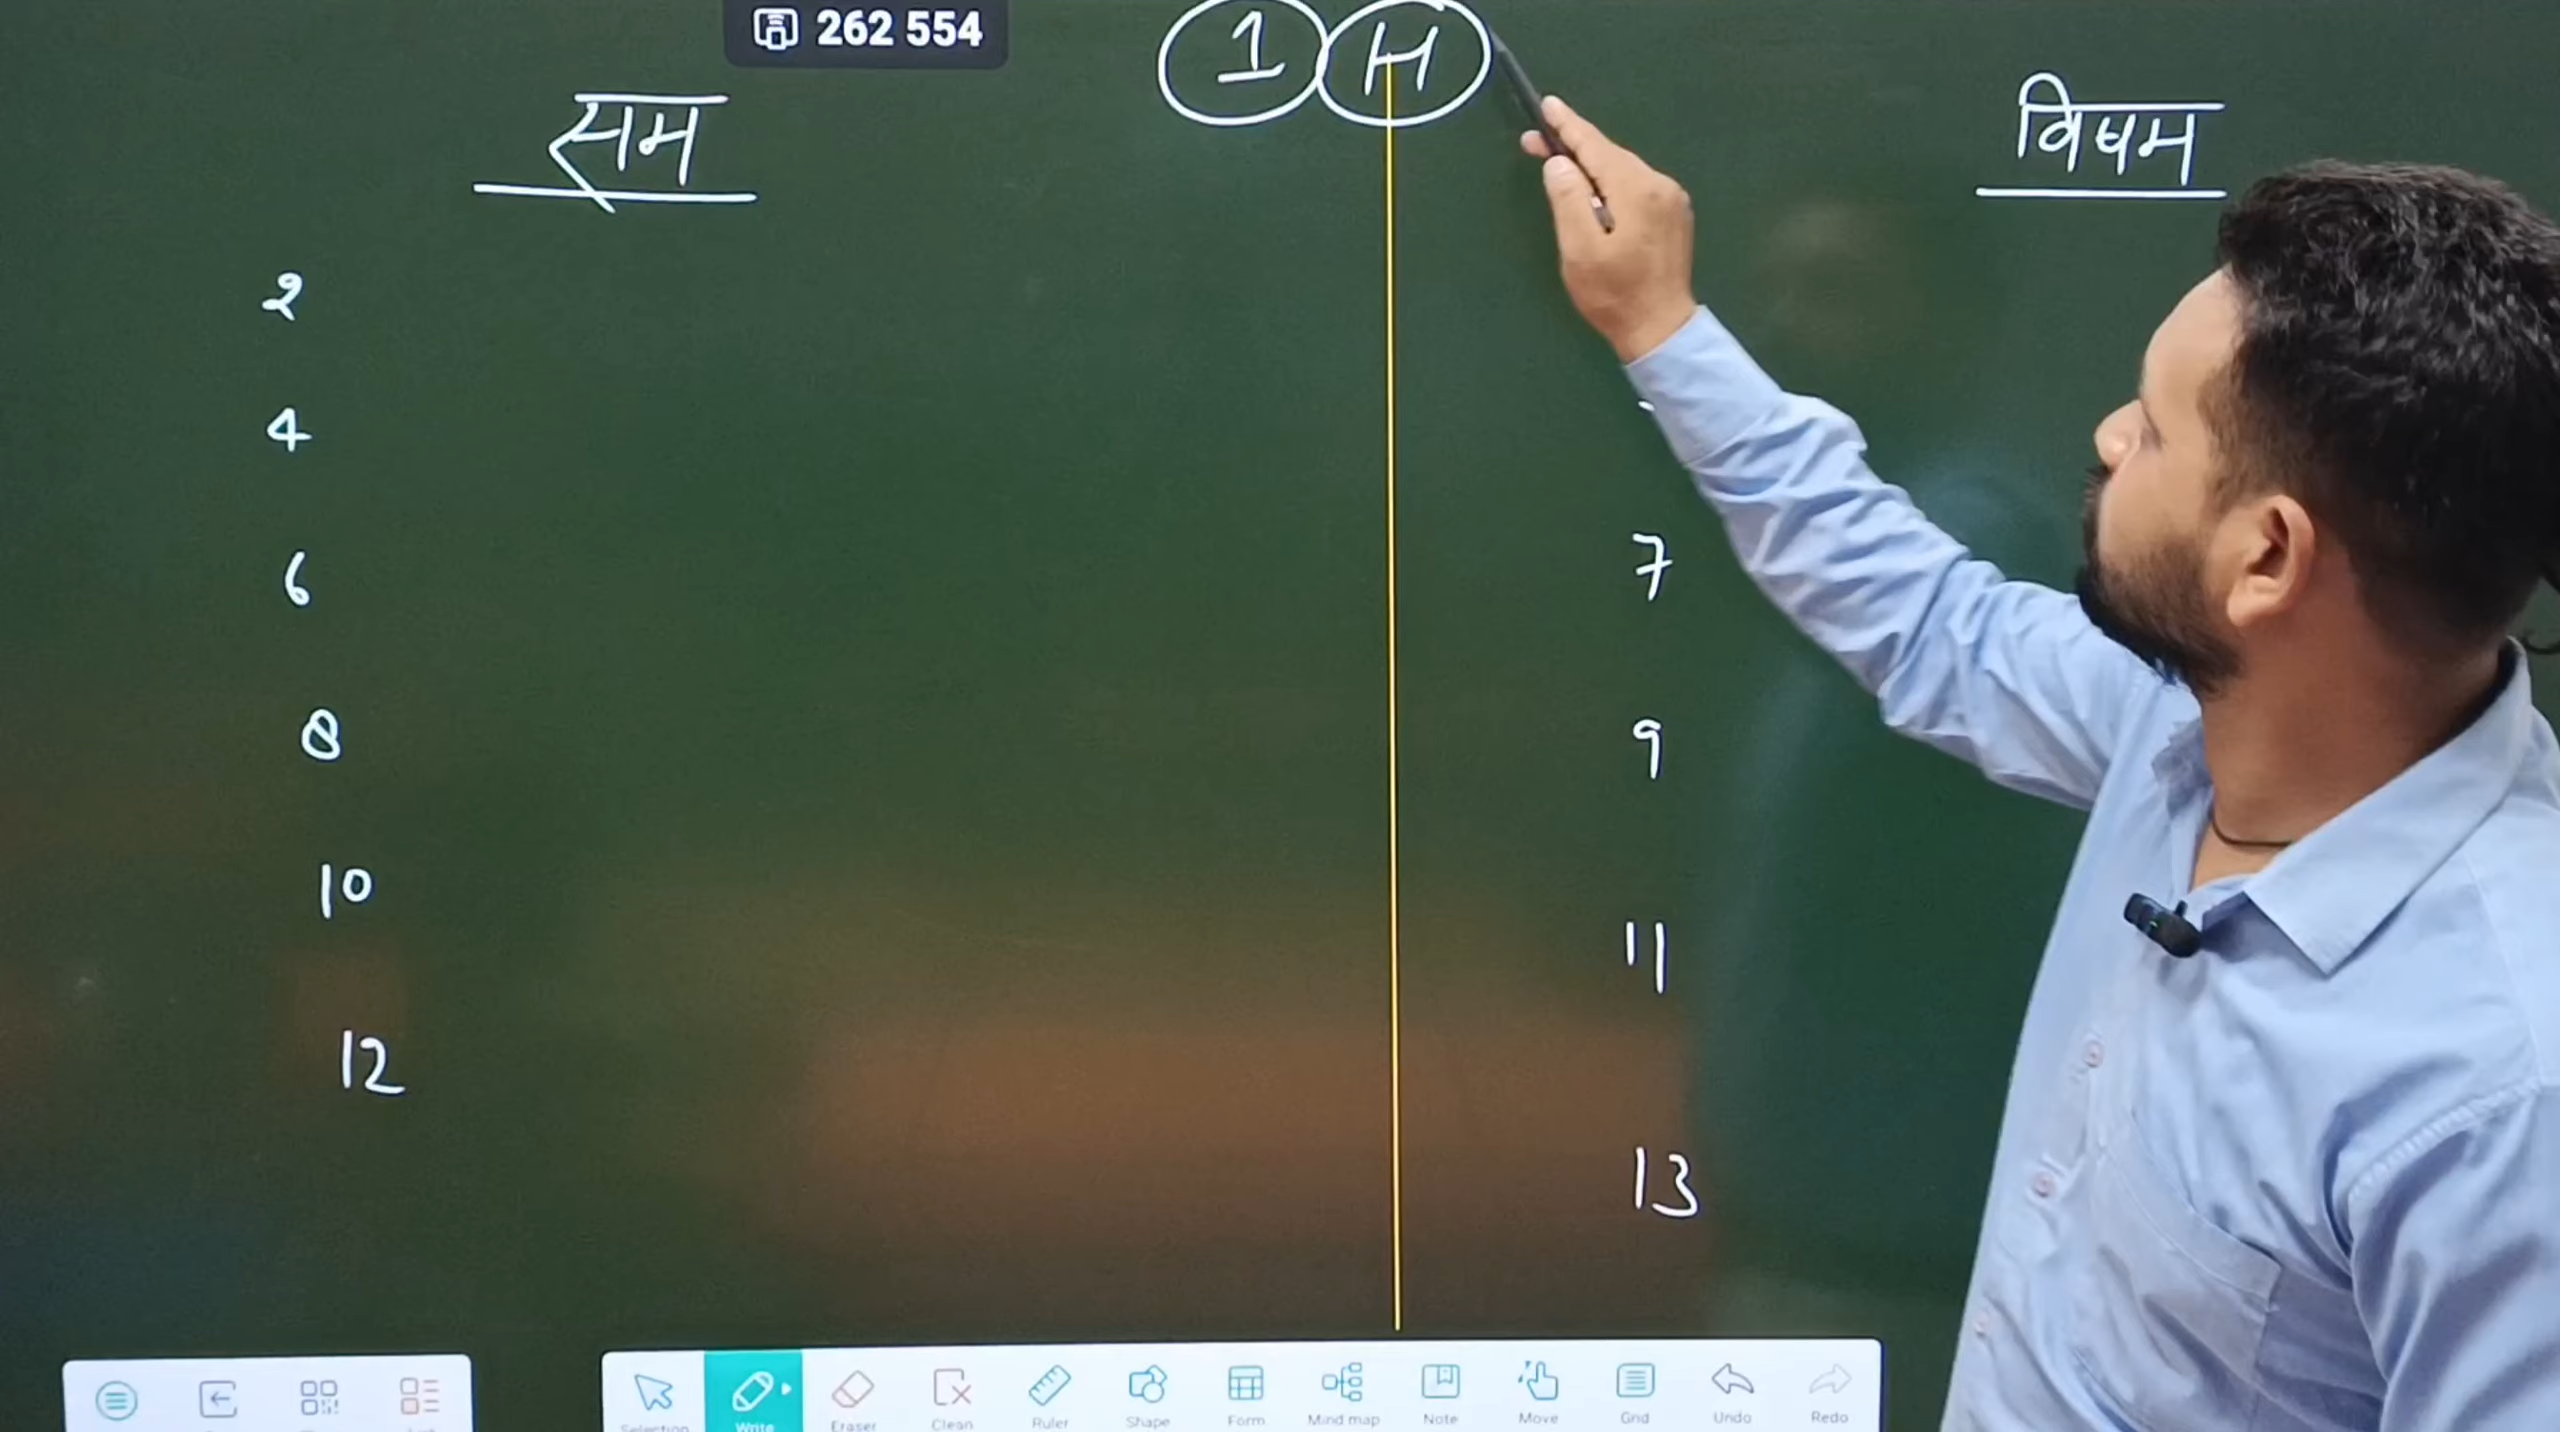 262 554
1 H
सम
विषम
2
4
6
7
8
9
10
11
12
13
Write
Eraser
Clean
Ruler
Shape
Form
Mind map
Note
Move
Grid
Undo
Redo
Selection